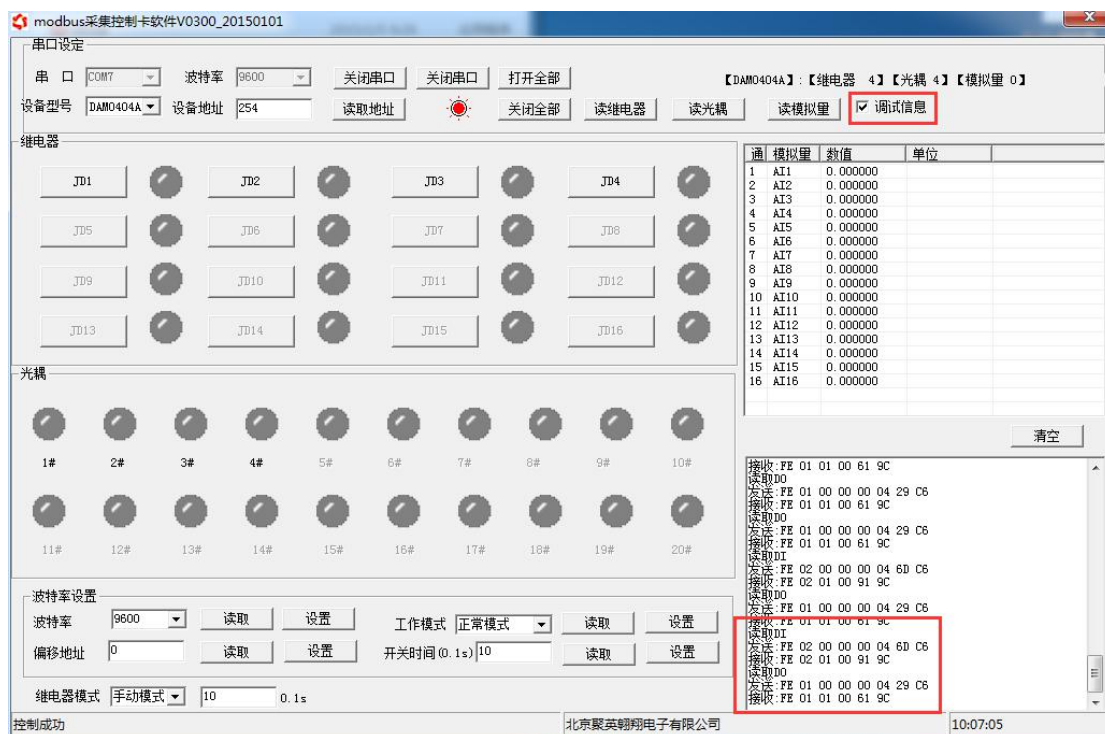 modbus采集控制卡软件V0300_20150101
串口设定
串 口 COM7 波特率 9600 关闭串口 关闭串口 打开全部 【DAM0404A】:【继电器 4】【光耦 4】【模拟量 0】
设备型号 DAM0404A 设备地址 254 读取地址 关闭全部 读继电器 读光耦 读模拟量 调试信息
继电器
JD1 JD2 JD3 JD4
JD5 JD6 JD7 JD8
JD9 JD10 JD11 JD12
JD13 JD14 JD15 JD16
光耦
1# 2# 3# 4# 5# 6# 7# 8# 9# 10#
11# 12# 13# 14# 15# 16# 17# 18# 19# 20#
波特率设置
波特率 9600 读取 设置 工作模式 正常模式 读取 设置
偏移地址 0 读取 设置 开关时间(0.1s) 10 读取 设置
继电器模式 手动模式 10 0.1s
通 模拟量 数值 单位
1 AI1 0.000000
2 AI2 0.000000
3 AI3 0.000000
4 AI4 0.000000
5 AI5 0.000000
6 AI6 0.000000
7 AI7 0.000000
8 AI8 0.000000
9 AI9 0.000000
10 AI10 0.000000
11 AI11 0.000000
12 AI12 0.000000
13 AI13 0.000000
14 AI14 0.000000
15 AI15 0.000000
16 AI16 0.000000
清空
接收:FE 01 01 00 61 9C
读取DO
发送:FE 01 00 00 00 04 29 C6
接收:FE 01 01 00 61 9C
读取DO
发送:FE 01 00 00 00 04 29 C6
接收:FE 01 01 00 61 9C
读取DI
发送:FE 02 00 00 00 04 6D C6
接收:FE 02 01 00 91 9C
读取DO
发送:FE 01 00 00 00 04 29 C6
接收:FE 01 01 00 61 9C
读取DI
发送:FE 02 00 00 00 04 6D C6
接收:FE 02 01 00 91 9C
读取DO
发送:FE 01 00 00 00 04 29 C6
接收:FE 01 01 00 61 9C
控制成功 北京聚英翱翔电子有限公司 10:07:05